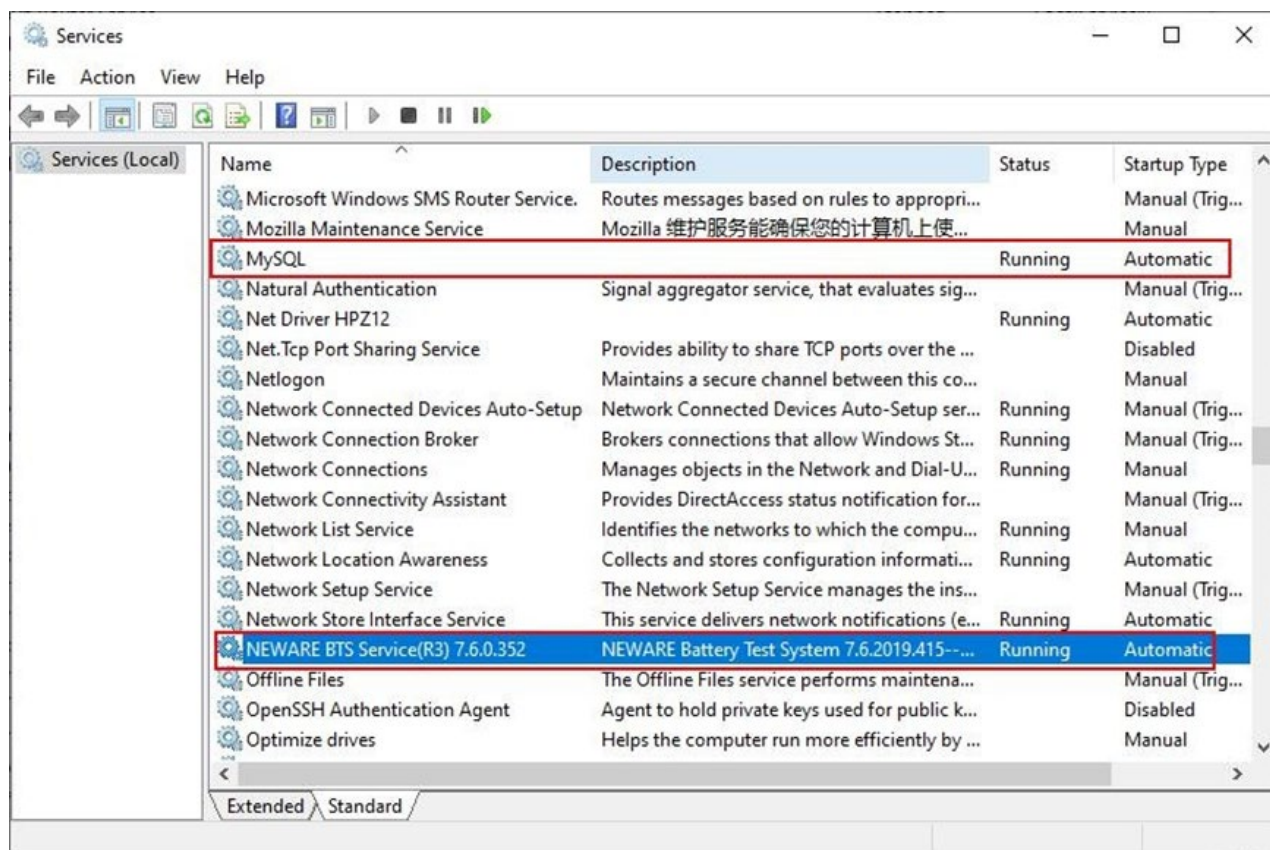 Services
File Action View Help
Services (Local)
Name Description Status Startup Type
Microsoft Windows SMS Router Service. Routes messages based on rules to appropri... Manual (Trig...
Mozilla Maintenance Service Mozilla 维护服务能确保您的计算机上使... Manual
MySQL Running Automatic
Natural Authentication Signal aggregator service, that evaluates sig... Manual (Trig...
Net Driver HPZ12 Running Automatic
Net.Tcp Port Sharing Service Provides ability to share TCP ports over the ... Disabled
Netlogon Maintains a secure channel between this co... Manual
Network Connected Devices Auto-Setup Network Connected Devices Auto-Setup ser... Running Manual (Trig...
Network Connection Broker Brokers connections that allow Windows St... Running Manual (Trig...
Network Connections Manages objects in the Network and Dial-U... Running Manual
Network Connectivity Assistant Provides DirectAccess status notification for... Manual (Trig...
Network List Service Identifies the networks to which the compu... Running Manual
Network Location Awareness Collects and stores configuration informati... Running Automatic
Network Setup Service The Network Setup Service manages the ins... Manual (Trig...
Network Store Interface Service This service delivers network notifications (e... Running Automatic
NEWARE BTS Service(R3) 7.6.0.352 NEWARE Battery Test System 7.6.2019.415--... Running Automatic
Offline Files The Offline Files service performs maintena... Manual (Trig...
OpenSSH Authentication Agent Agent to hold private keys used for public k... Disabled
Optimize drives Helps the computer run more efficiently by ... Manual
Extended Standard